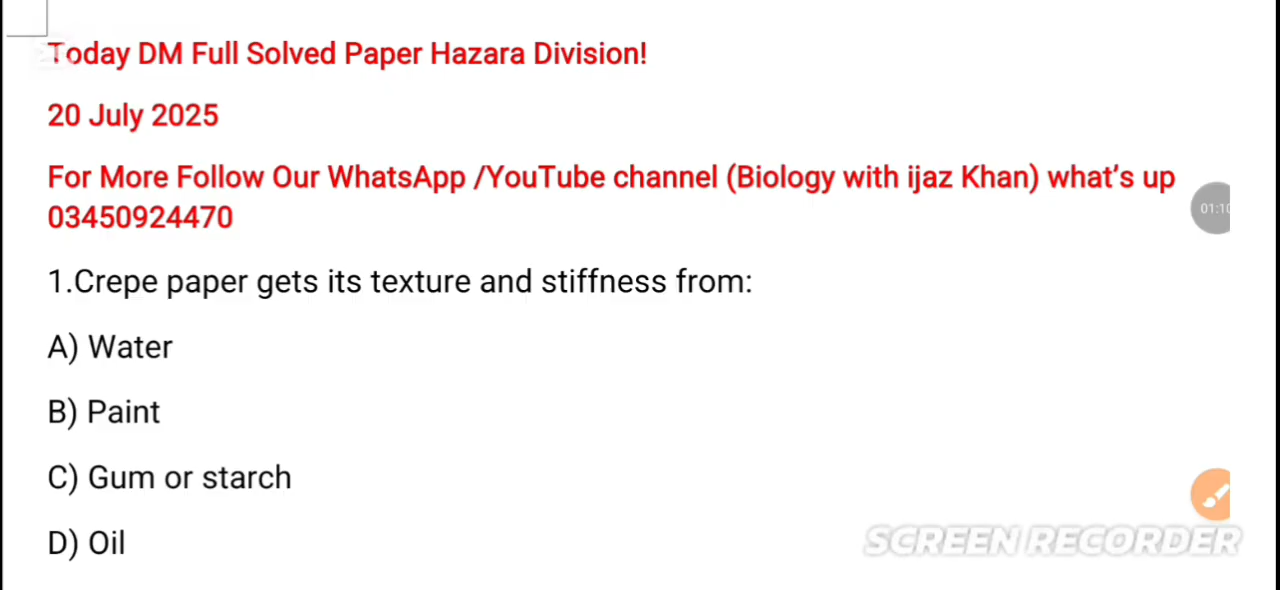 Today DM Full Solved Paper Hazara Division!
20 July 2025
For More Follow Our WhatsApp /YouTube channel (Biology with ijaz Khan) what's up
03450924470
01:10
1.Crepe paper gets its texture and stiffness from:
A) Water
B) Paint
C) Gum or starch
D) Oil
SCREEN RECORDER